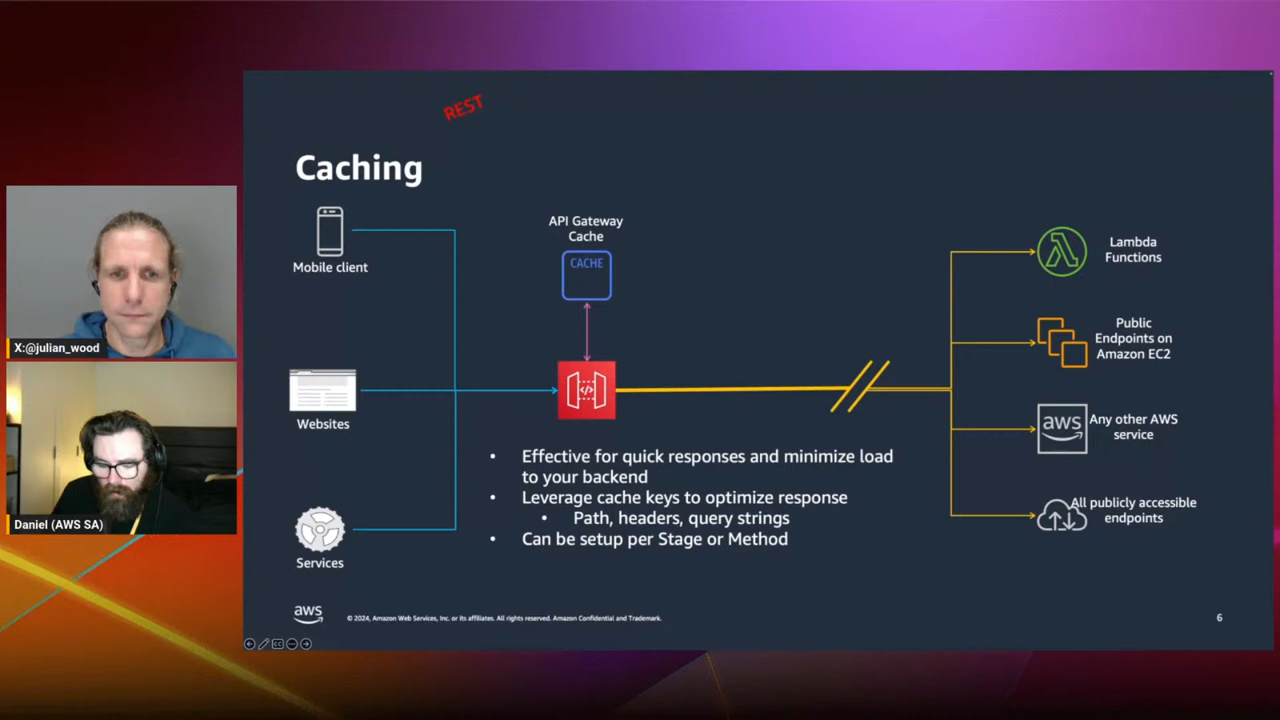 REST
Caching
Mobile client
API Gateway
Cache
CACHE
Lambda
Functions
Public
Endpoints on
Amazon EC2
Websites
aws
Any other AWS
service
• Effective for quick responses and minimize load
to your backend
• Leverage cache keys to optimize response
• Path, headers, query strings
• Can be setup per Stage or Method
All publicly accessible
endpoints
Services
aws
© 2024, Amazon Web Services, Inc. or its affiliates. All rights reserved. Amazon Confidential and Trademark.
6
X:@julian_wood
Daniel (AWS SA)